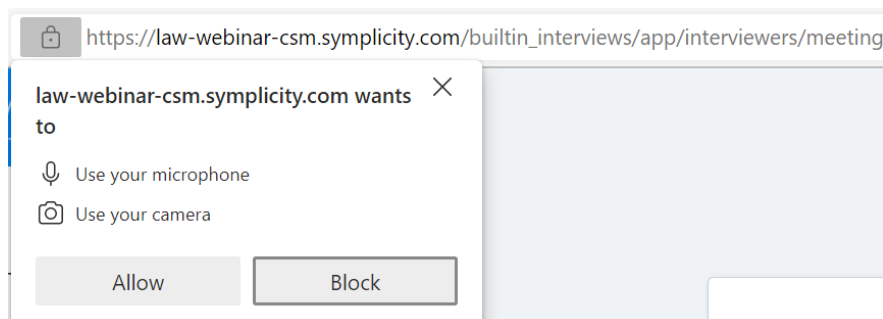 https://law-webinar-csm.symplicity.com/builtin_interviews/app/interviewers/meeting
law-webinar-csm.symplicity.com wants
to
Use your microphone
Use your camera
Allow
Block